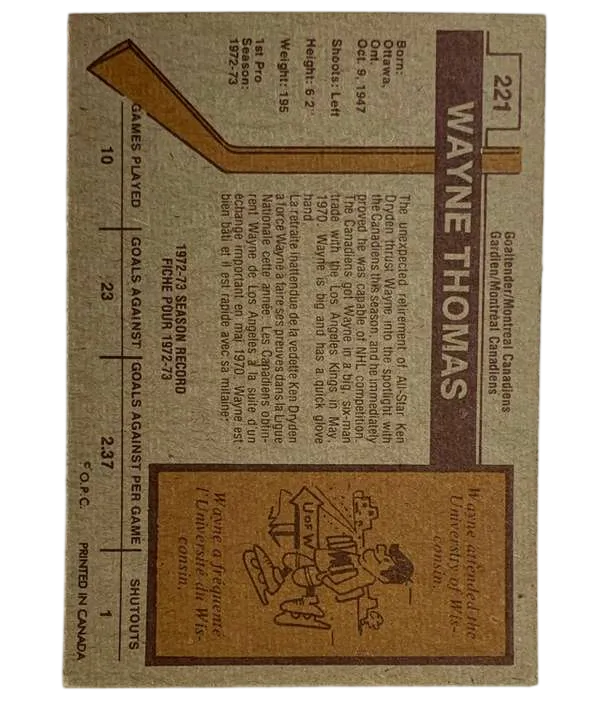 221
Goaltender/Montreal Canadiens
Gardien/Montréal Canadiens
WAYNE THOMAS
Born:
Ottawa,
Ont.
Oct. 9, 1947
Shoots: Left
Height: 6'2"
Weight: 195
1st Pro
Season:
1972-73
The unexpected retirement of All-Star Ken
Dryden thrust Wayne into the spotlight with
the Canadiens this season, and he immediately
proved he was capable of NHL competition.
The Canadiens got Wayne in a big, six-man
trade with the Los Angeles Kings in May,
1970. Wayne is big and has a quick glove
hand.
La retraite inattendue de la vedette Ken Dryden
a forcé Wayne à faire ses preuves dans la Ligue
Nationale cette année. Les Canadiens obtin-
rent Wayne de Los Angeles à la suite d'un
échange important en mai 1970. Wayne est
bien bâti et il est rapide avec sa mitaine.
Wayne attended the
University of Wis-
consin.
U OF W
Wayne a fréquenté
l'Université du Wis-
consin.
1972-73 SEASON RECORD
FICHE POUR 1972-73
GAMES PLAYED GOALS AGAINST GOALS AGAINST PER GAME SHUTOUTS
10 23 2.37 1
© O.P.C. PRINTED IN CANADA